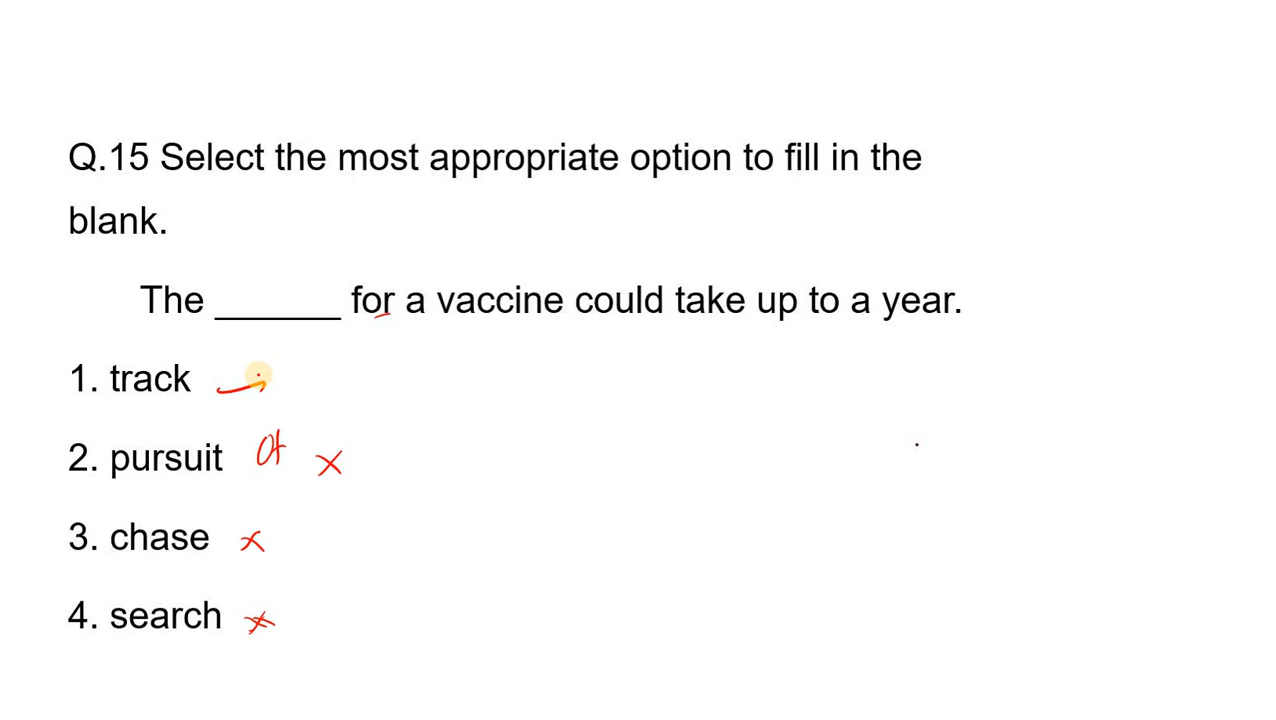 Q.15 Select the most appropriate option to fill in the
blank.
The ______ for a vaccine could take up to a year.
1. track
2. pursuit of x
3. chase x
4. search x